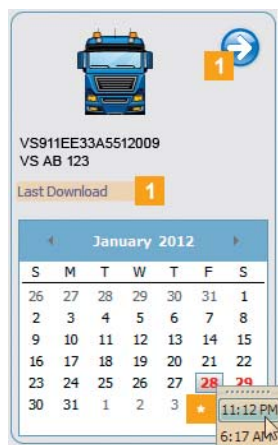 1
VS911EE33A5512009
VS AB 123
Last Download 1
January 2012
S M T W T F S
26 27 28 29 30 31 1
2 3 4 5 6 7 8
9 10 11 12 13 14 15
16 17 18 19 20 21 22
23 24 25 26 27 28 29
30 31 1 2 3
11:12 PM
6:17 AM